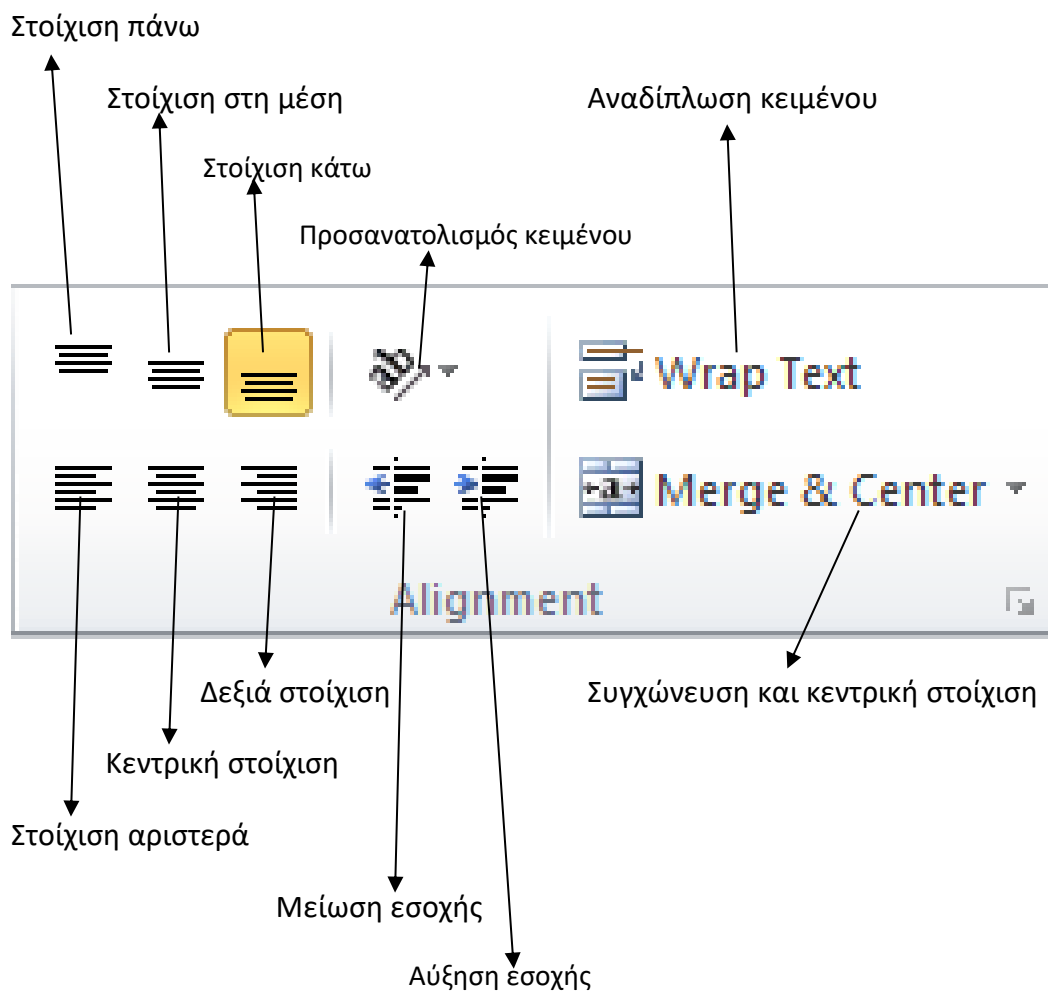 Στοίχιση πάνω
Στοίχιση στη μέση
Αναδίπλωση κειμένου
Στοίχιση κάτω
Προσανατολισμός κειμένου
ab
Wrap Text
a
Merge & Center
Alignment
Δεξιά στοίχιση
Συγχώνευση και κεντρική στοίχιση
Κεντρική στοίχιση
Στοίχιση αριστερά
Μείωση εσοχής
Αύξηση εσοχής